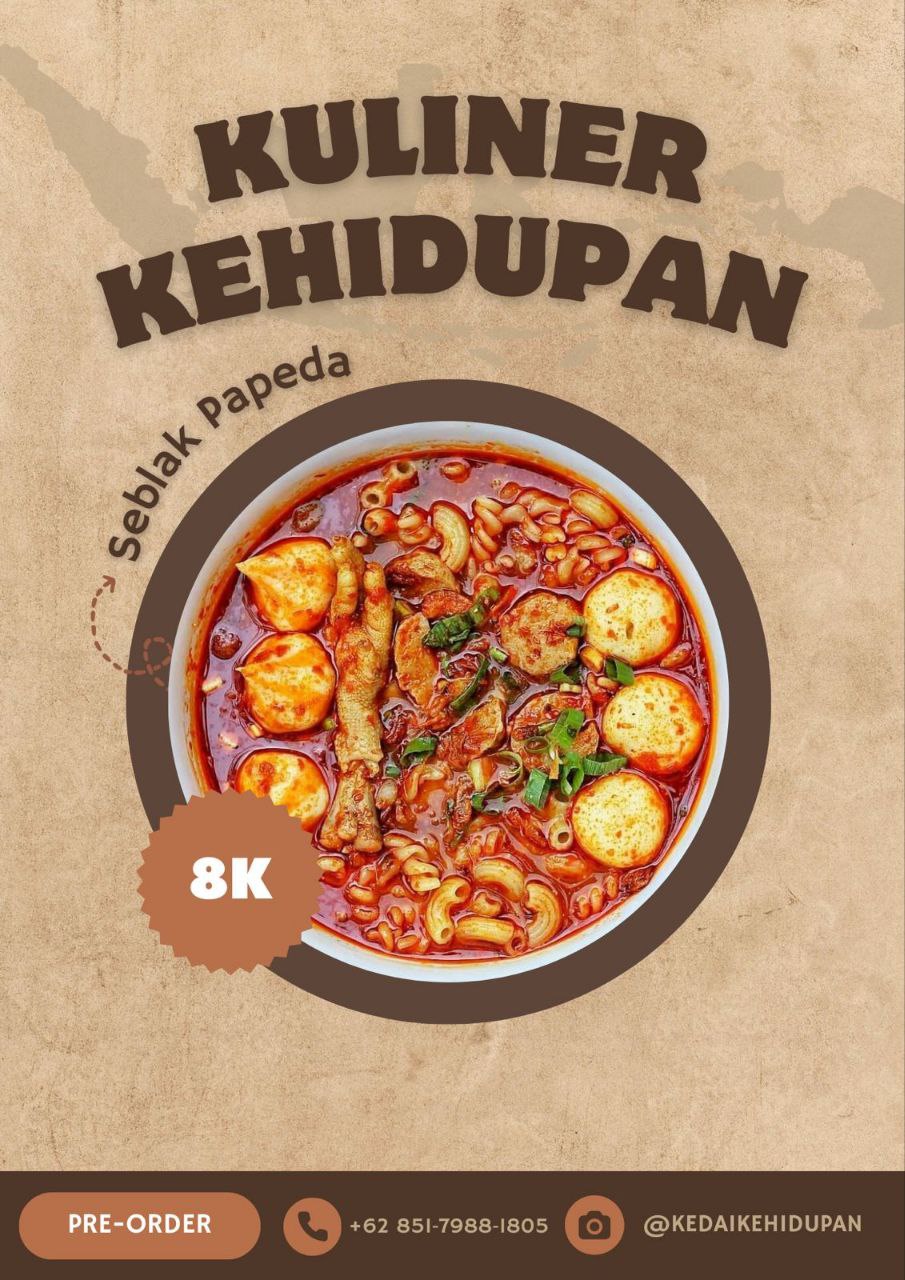 KULINER
KEHIDUPAN
Seblak Papeda
8K
PRE-ORDER
+62 851-7988-1805
@KEDAIKEHIDUPAN